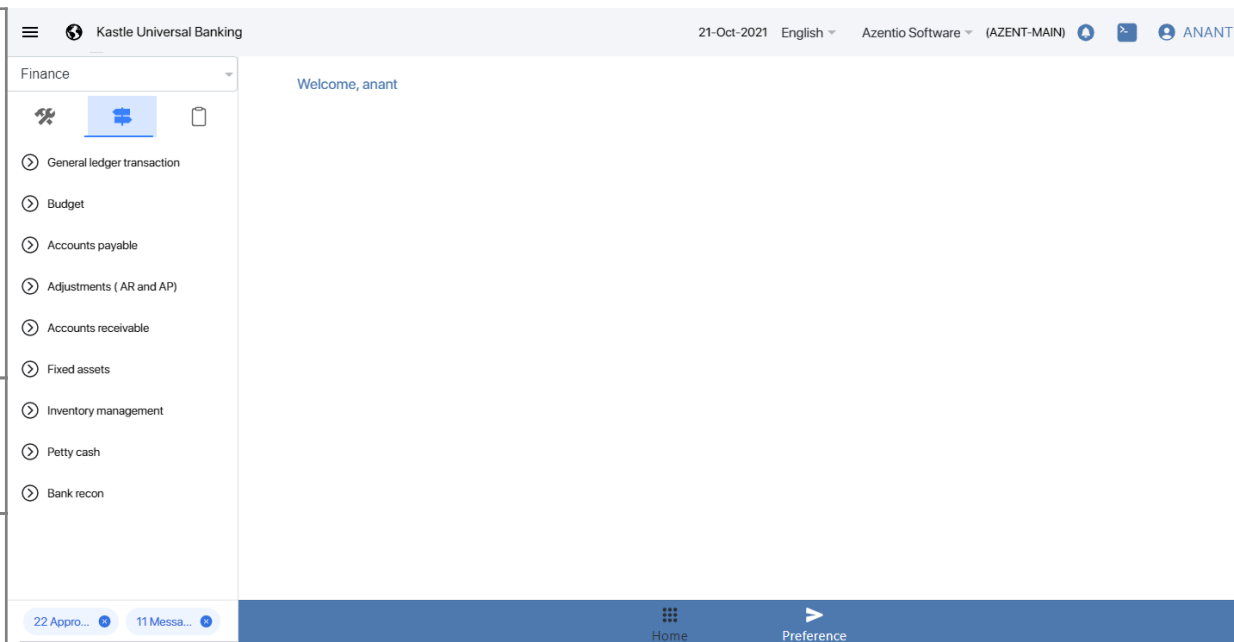 Kastle Universal Banking 21-Oct-2021 English Azentio Software (AZENT-MAIN) ANANT
Finance
Welcome, anant
General ledger transaction
Budget
Accounts payable
Adjustments ( AR and AP)
Accounts receivable
Fixed assets
Inventory management
Petty cash
Bank recon
22 Appro... 11 Messa...
Home Preference